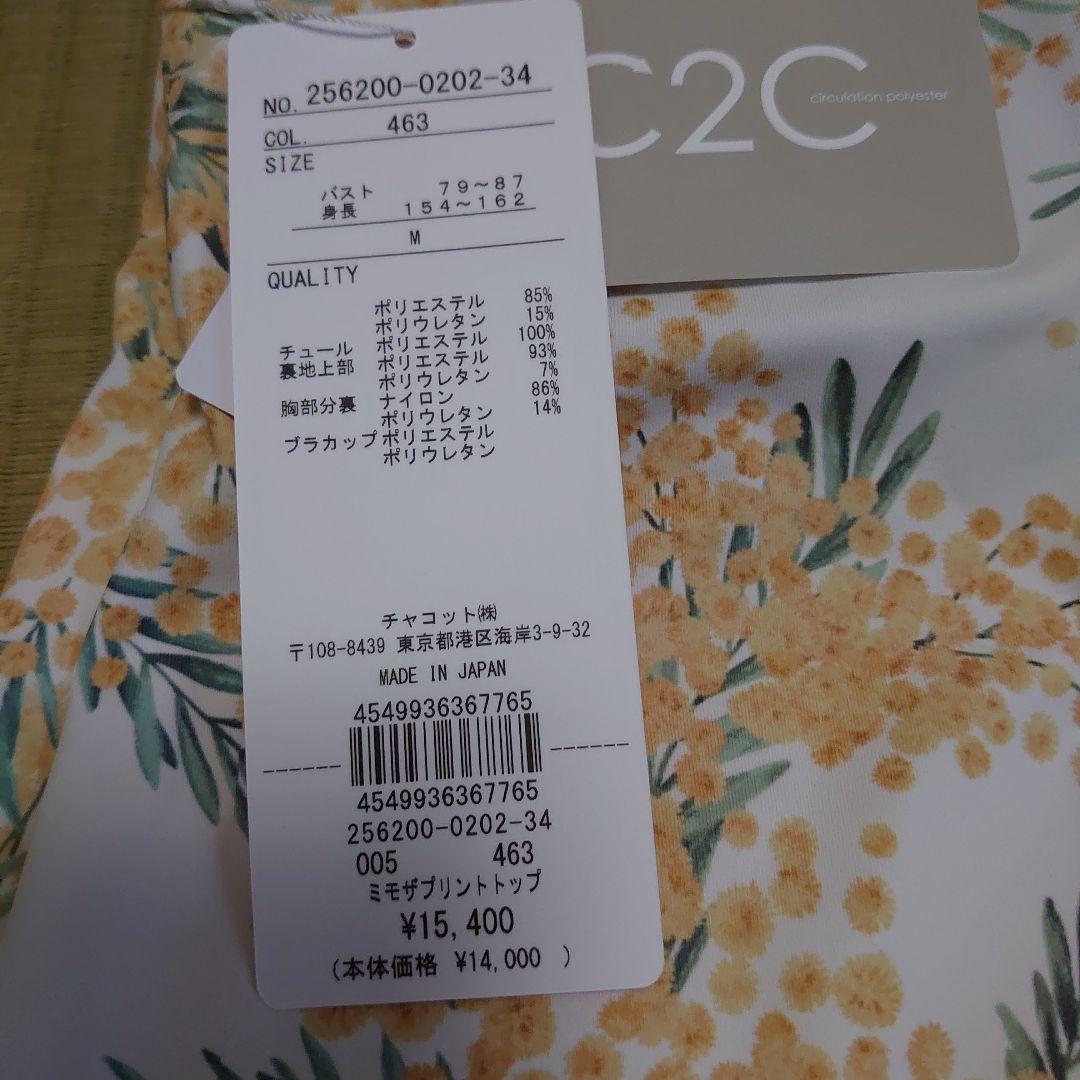 NO. 256200-0202-34
COL. 463
SIZE
バスト 79～87
身長 154～162
M
QUALITY
ポリエステル 85%
ポリウレタン 15%
チュール ポリエステル 100%
裏地上部 ポリエステル 93%
ポリウレタン 7%
胸部分裏 ナイロン 86%
ポリウレタン 14%
ブラカップ ポリエステル
ポリウレタン
チャコット㈱
〒108-8439 東京都港区海岸3-9-32
MADE IN JAPAN
4549936367765
4549936367765
256200-0202-34
005 463
ミモザプリントトップ
¥15,400
(本体価格 ¥14,000 )
C2C
circulation polyester